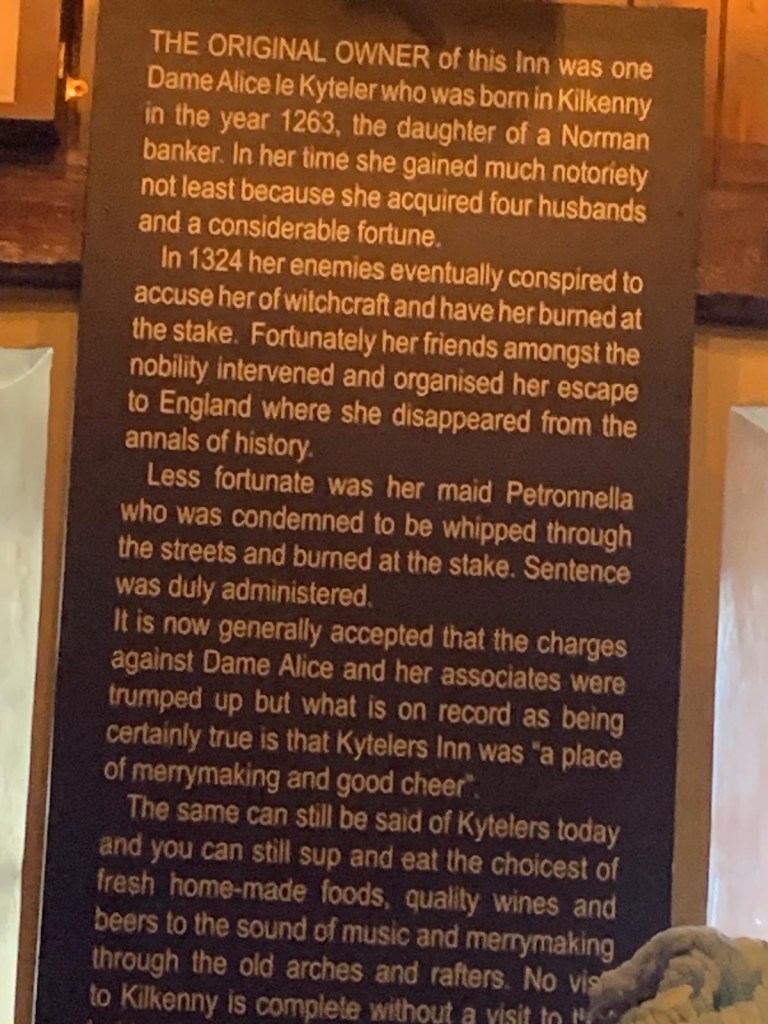 THE ORIGINAL OWNER of this Inn was one
Dame Alice le Kyteler who was born in Kilkenny
in the year 1263, the daughter of a Norman
banker. In her time she gained much notoriety
not least because she acquired four husbands
and a considerable fortune.
In 1324 her enemies eventually conspired to
accuse her of witchcraft and have her burned at
the stake. Fortunately her friends amongst the
nobility intervened and organised her escape
to England where she disappeared from the
annals of history.
Less fortunate was her maid Petronnella
who was condemned to be whipped through
the streets and burned at the stake. Sentence
was duly administered.
It is now generally accepted that the charges
against Dame Alice and her associates were
trumped up but what is on record as being
certainly true is that Kytelers Inn was "a place
of merrymaking and good cheer".
The same can still be said of Kytelers today
and you can still sup and eat the choicest of
fresh home-made foods, quality wines and
beers to the sound of music and merrymaking
through the old arches and rafters. No
to Kilkenny is complete without a visit to